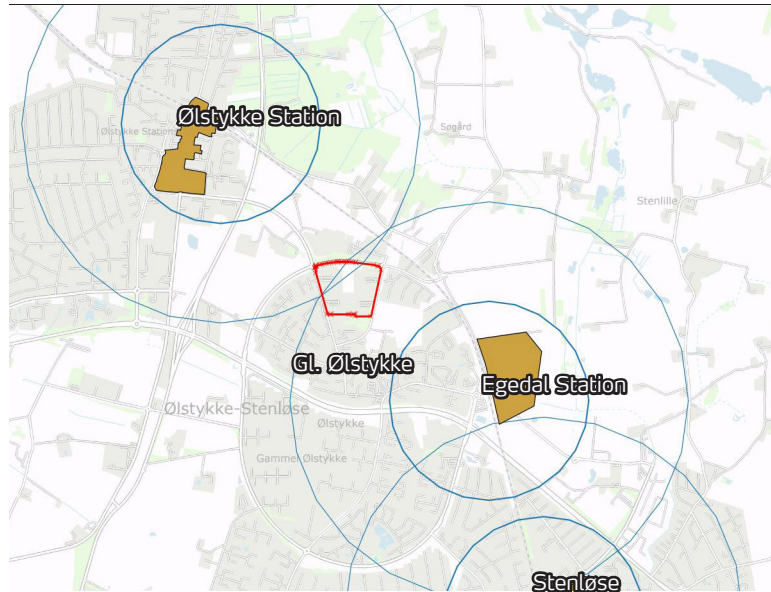 Ølstykke Station
Ølstykke Station
Søgård
Stenlille
Gl. Ølstykke
Egedal Station
Ølstykke-Stenløse
Ølstykke
Gammel Ølstykke
Stenløse